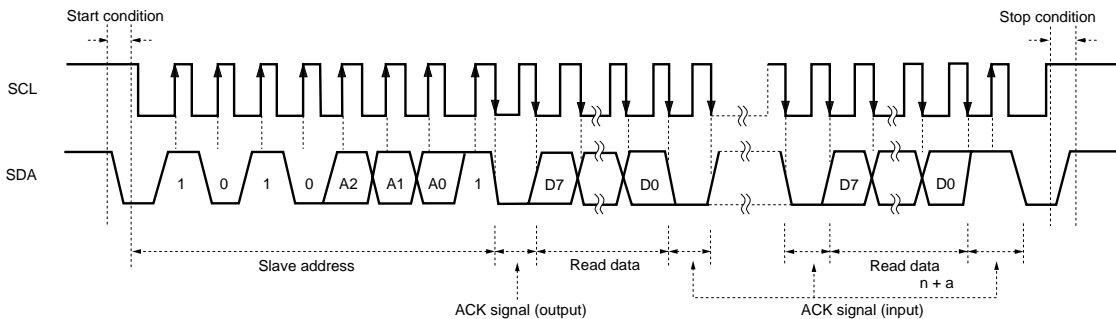 Start condition
Stop condition
SCL
SDA
1 0 1 0 A2 A1 A0 1 D7 D0 D7 D0
Slave address
Read data
Read data
n + a
ACK signal (output)
ACK signal (input)